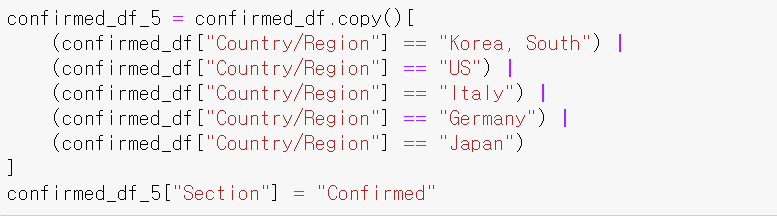 confirmed_df_5 = confirmed_df.copy()[
    (confirmed_df["Country/Region"] == "Korea, South") |
    (confirmed_df["Country/Region"] == "US") |
    (confirmed_df["Country/Region"] == "Italy") |
    (confirmed_df["Country/Region"] == "Germany") |
    (confirmed_df["Country/Region"] == "Japan")
]
confirmed_df_5["Section"] = "Confirmed"